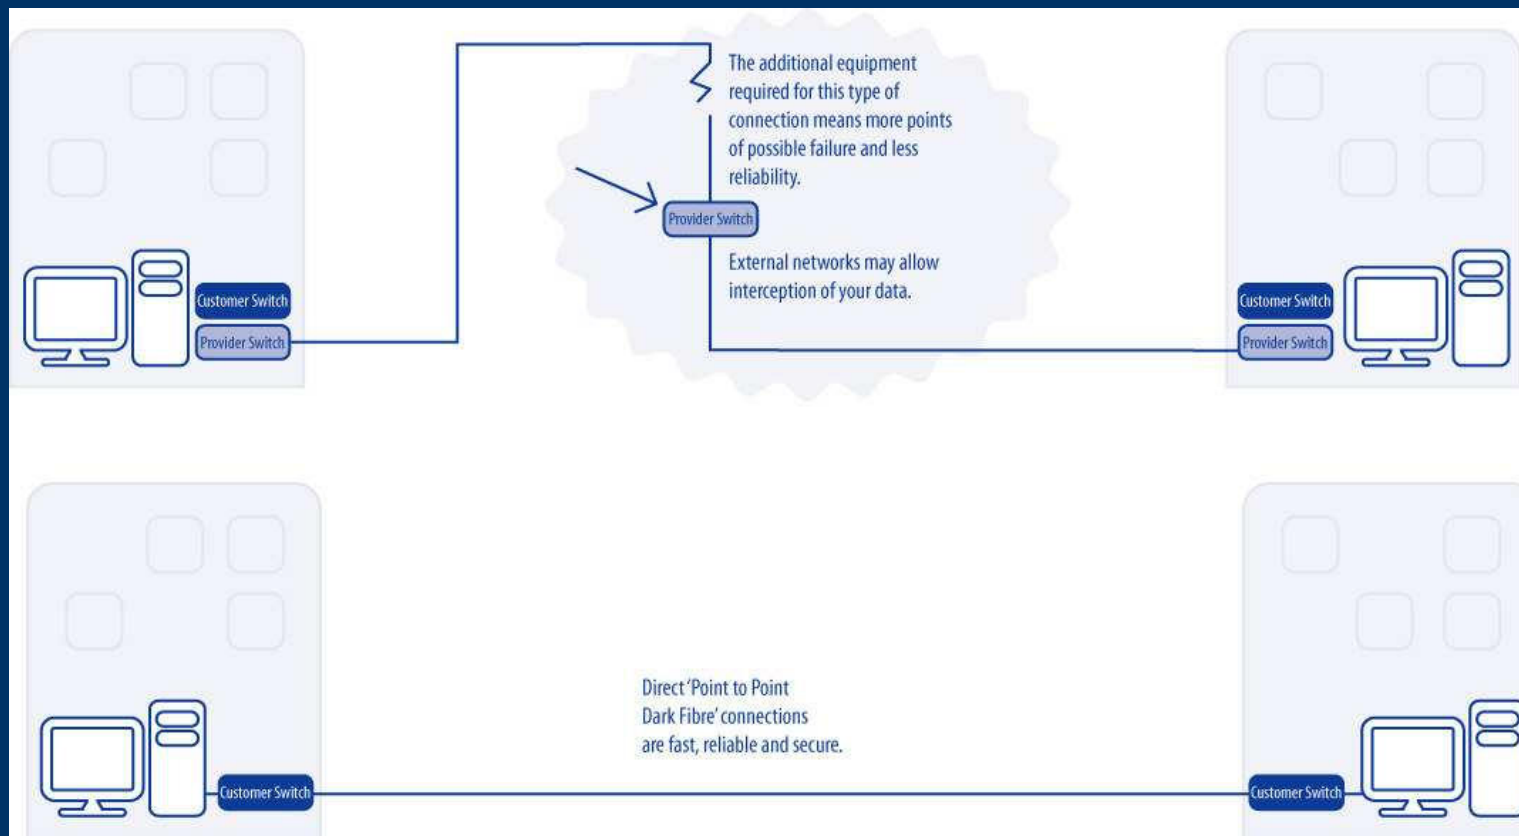 The additional equipment
required for this type of
connection means more points
of possible failure and less
reliability.
Provider Switch
External networks may allow
interception of your data.
Customer Switch
Provider Switch
Customer Switch
Provider Switch
Direct ‘Point to Point
Dark Fibre’ connections
are fast, reliable and secure.
Customer Switch
Customer Switch